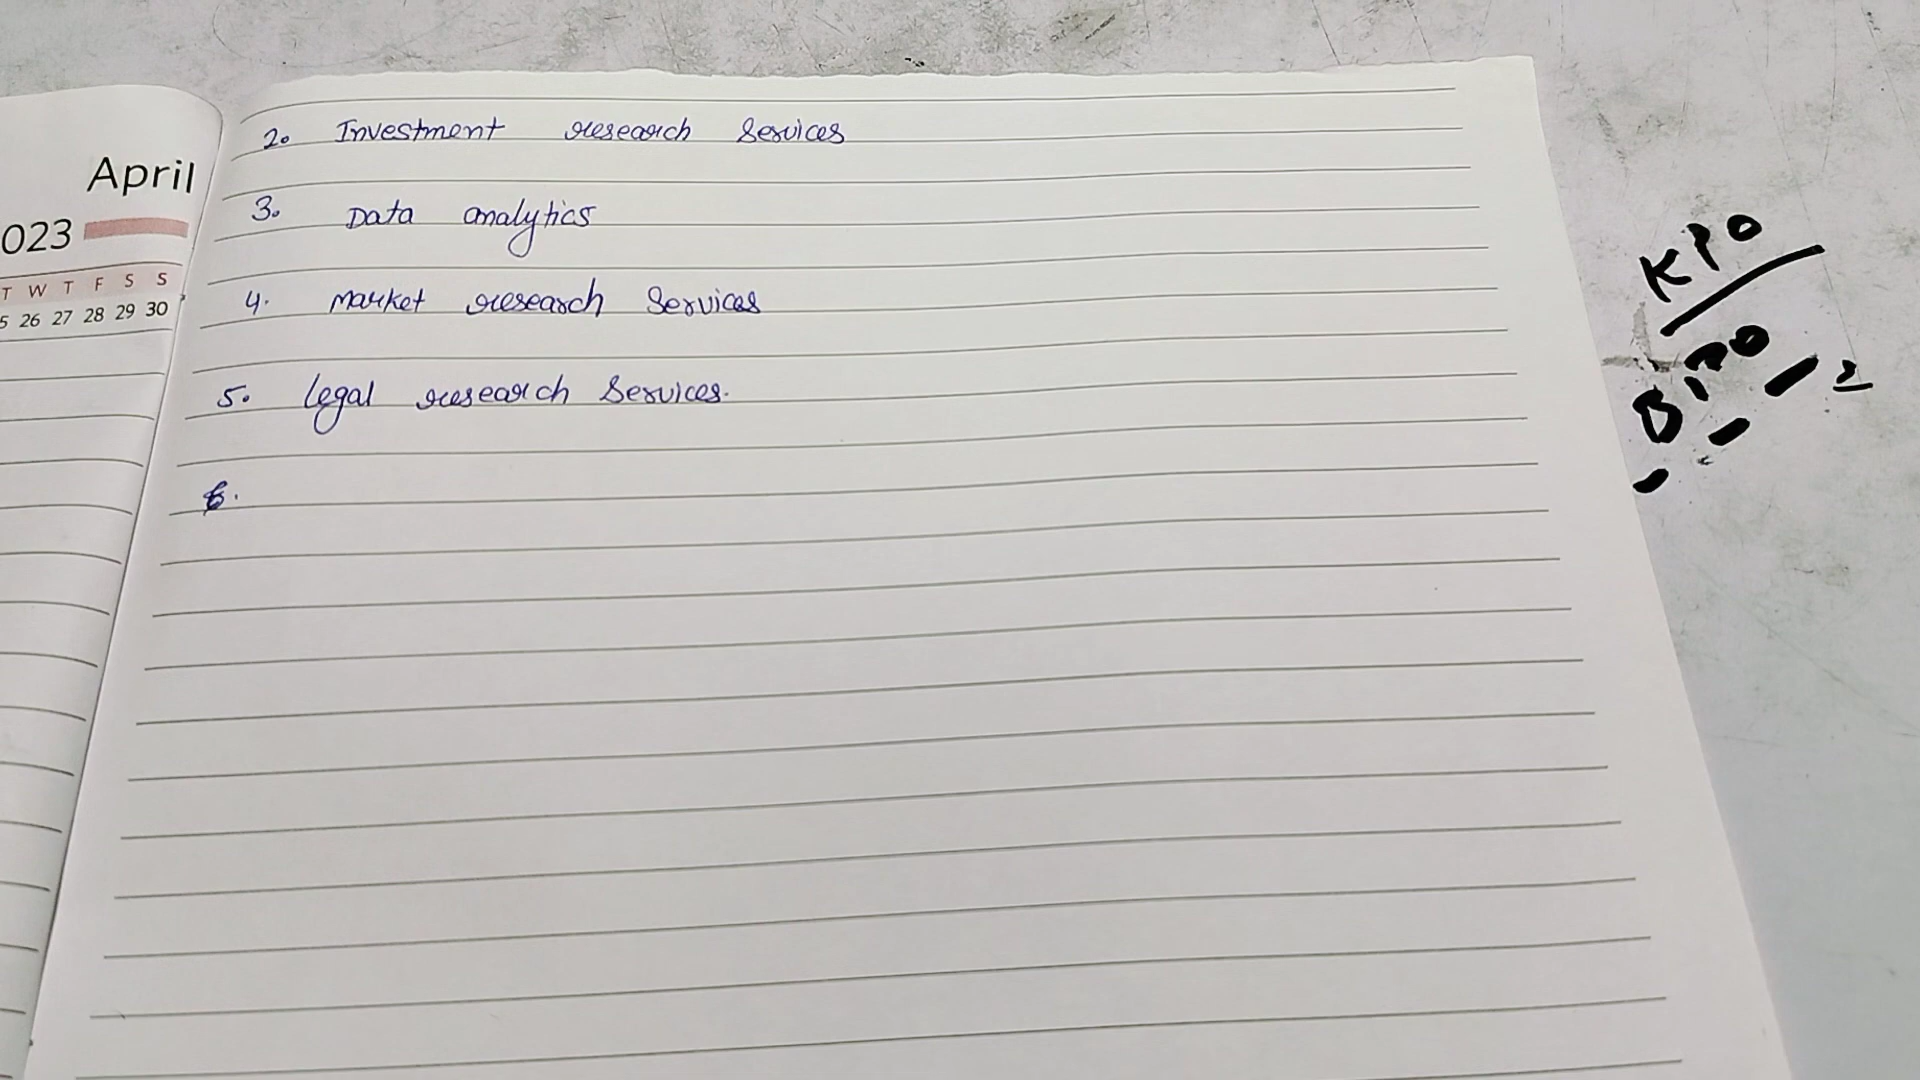 April
023
T W T F S S
5 26 27 28 29 30
2. Investment research Services
3. Data analytics
4. Market research Services
5. legal research Services.
6.
KPO
BPO
2